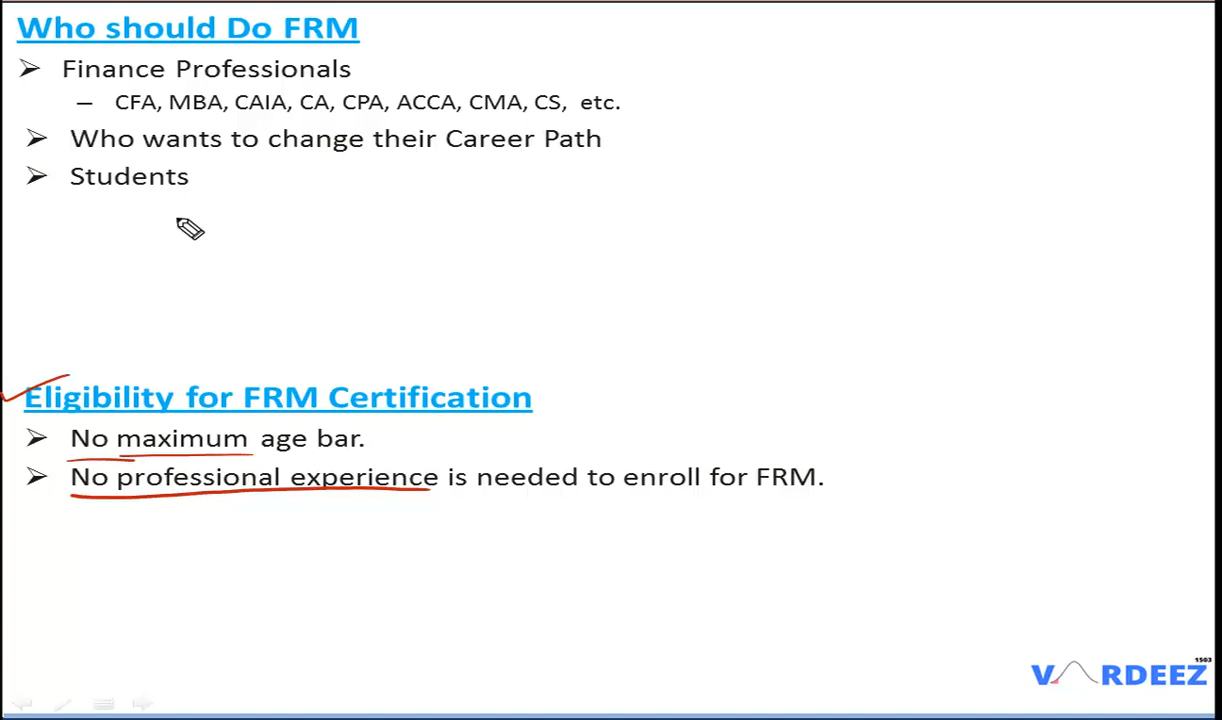 Who should Do FRM
➢ Finance Professionals
– CFA, MBA, CAIA, CA, CPA, ACCA, CMA, CS, etc.
➢ Who wants to change their Career Path
➢ Students
Eligibility for FRM Certification
➢ No maximum age bar.
➢ No professional experience is needed to enroll for FRM.
1503
V RDEEZ